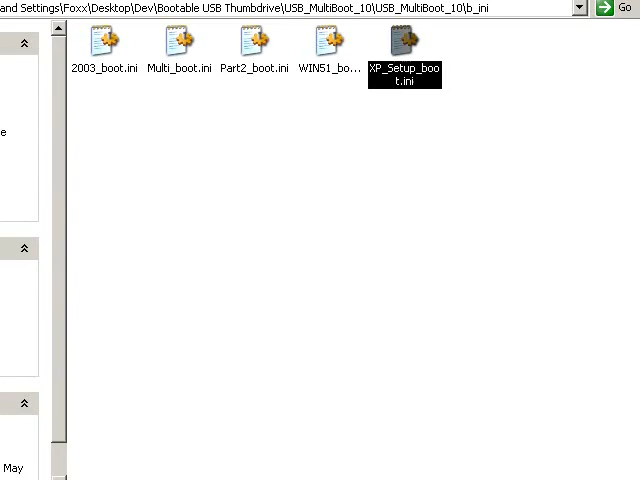 and Settings\Foxx\Desktop\Dev\Bootable USB Thumbdrive\USB_MultiBoot_10\USB_MultiBoot_10\b_ini
Go
2003_boot.ini
Multi_boot.ini
Part2_boot.ini
WIN51_bo...
XP_Setup_boo
t.ini
e
May